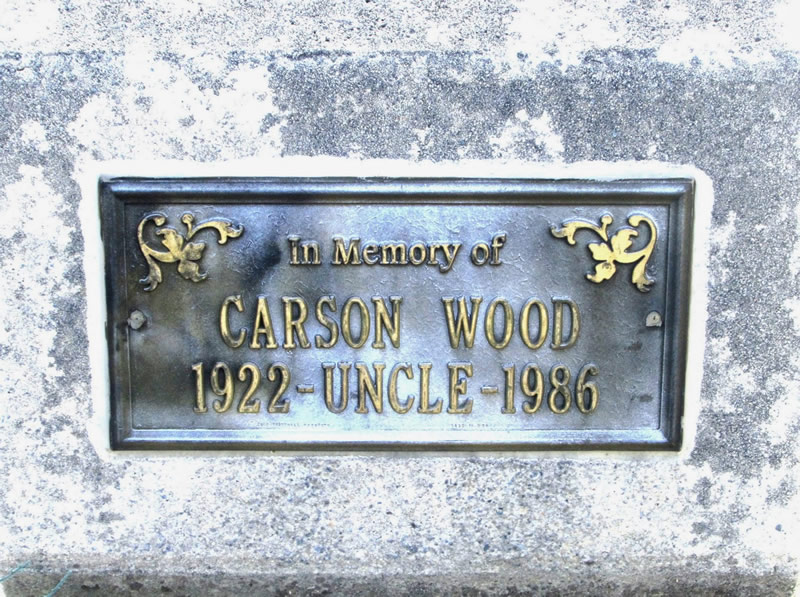 In Memory of
CARSON WOOD
1922-UNCLE-1986